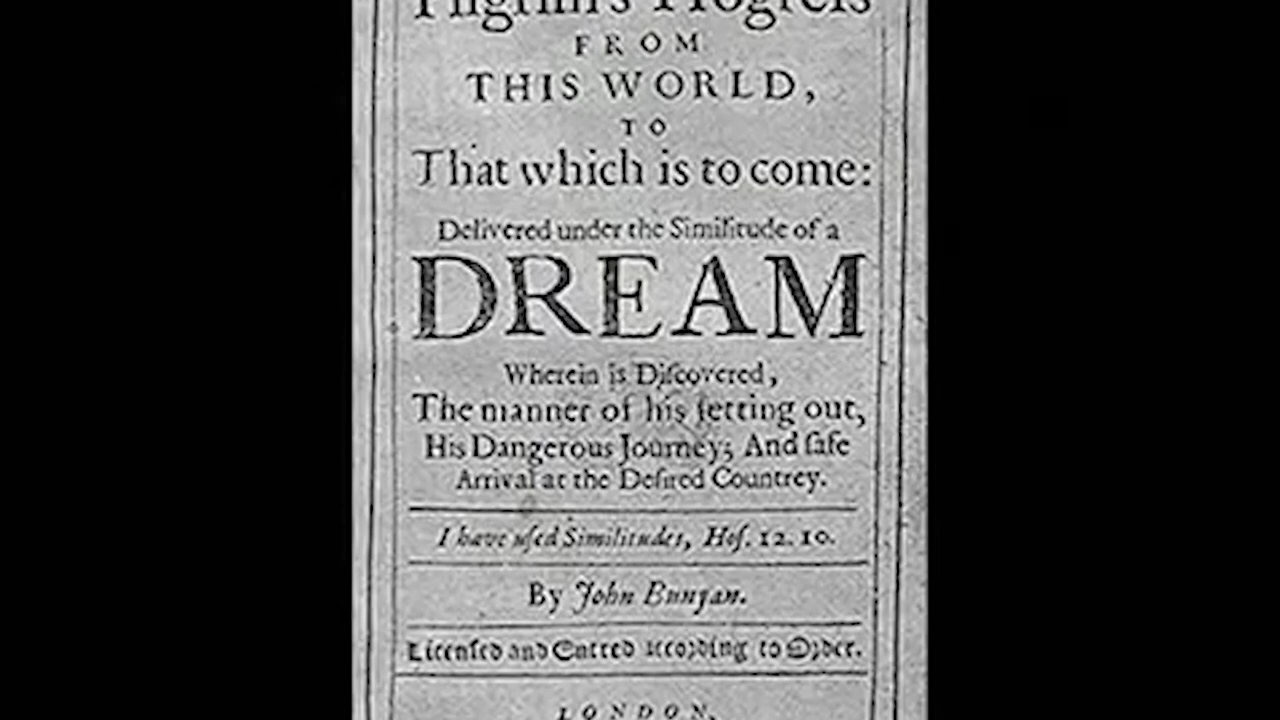 Pilgrim's Progreſs
FROM
THIS WORLD,
TO
That which is to come:
Delivered under the Similitude of a
DREAM
Wherein is Diſcovered,
The manner of his ſetting out,
His Dangerous Journey; And ſafe
Arrival at the Deſired Countrey.
I have uſed Similitudes, Hoſ. 12. 10.
By John Bunyan.
Licenſed and Entred according to Order.
LONDON,